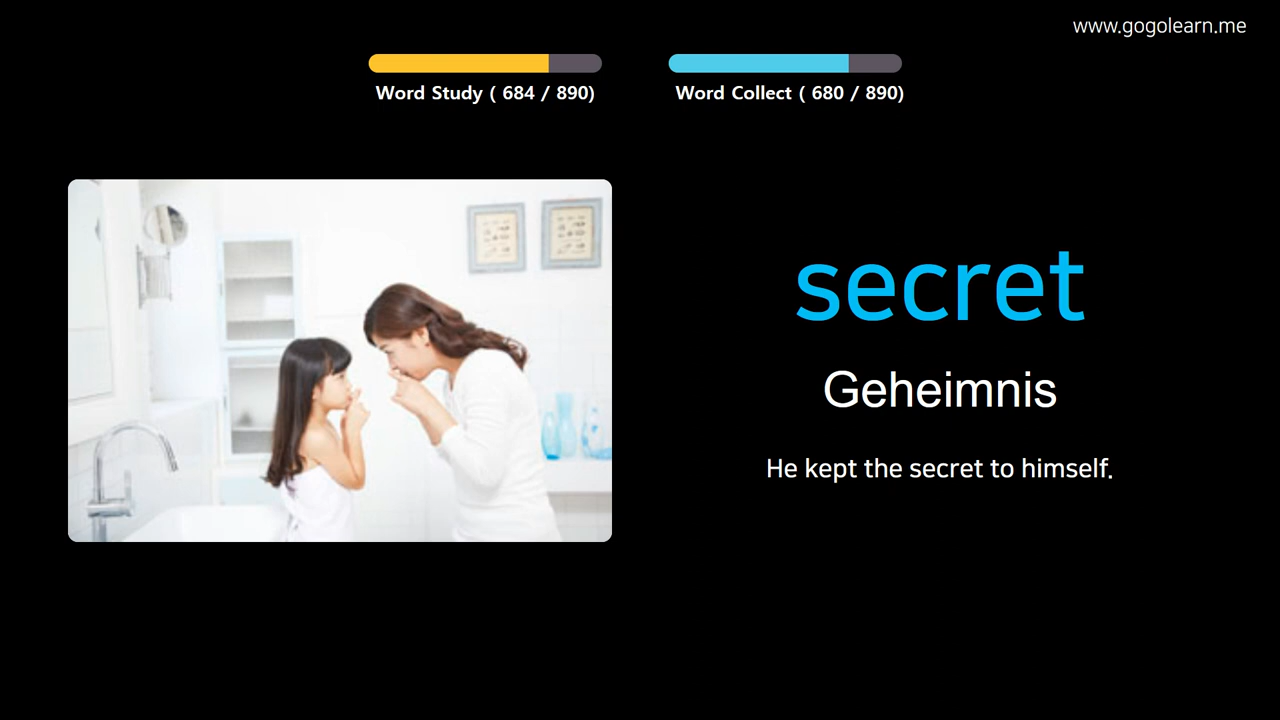 www.gogolearn.me
Word Study ( 684 / 890)
Word Collect ( 680 / 890)
secret
Geheimnis
He kept the secret to himself.